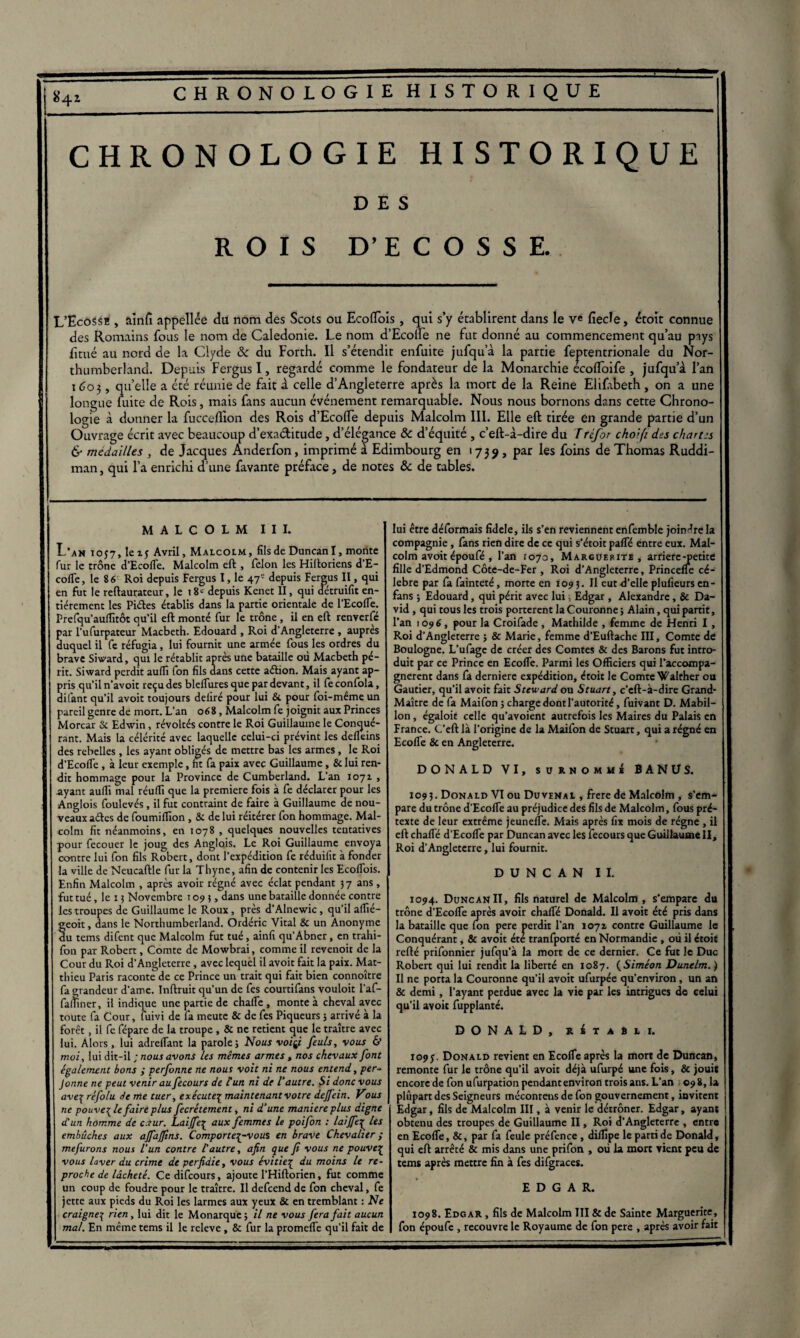 842 CHRONOLOGIE HISTORIQUE
CHRONOLOGIE HISTORIQUE
DES
ROIS D'ECOSSE.
L'Ecosse, ainsi appellée du nom des Scots ou Ecossois, qui s'y établirent dans le ve siecle, étoit connue
des Romains sous le nom de Caledonie. Le nom d'Ecosse ne fut donné au commencement qu'au pays
situé au nord de la Clyde & du Forth. Il s'étendit ensuite jusqu'à la partie septentrionale du Nor-
thumberland. Depuis Fergus I, regardé comme le fondateur de la Monarchie écossoise, jusqu'à l'an
1603, qu'elle a été réunie de fait à celle d'Angleterre après la mort de la Reine Elisabeth, on a une
longue suite de Rois, mais sans aucun événement remarquable. Nous nous bornons dans cette Chrono-
logie à donner la succession des Rois d'Ecosse depuis Malcolm III. Elle est tirée en grande partie d'un
Ouvrage écrit avec beaucoup d'exactitude, d'élégance & d'équité, c'est-à-dire du Trésor choisi des chartes
& médailles, de Jacques Anderson, imprimé à Edimbourg en 1739, par les soins de Thomas Ruddi-
man, qui l'a enrichi d'une savante préface, de notes & de tables.
MALCOLM III.
L'an 1057, le 25 Avril, Malcolm, fils de Duncan I, monte
sur le trône d'Ecosse. Malcolm est, selon les Historiens d'E-
cosse, le 86 Roi depuis Fergus I, le 47e depuis Fergus II, qui
en fut le restaurateur, le 18e depuis Kenet II, qui détruisit en-
tiérement les Pictes établis dans la partie orientale de l'Ecosse.
Presqu'aussitôt qu'il est monté sur le trône, il en est renversé
par l'usurpateur Macbeth. Edouard, Roi d'Angleterre, auprès
duquel il se réfugia, lui fournit une armée sous les ordres du
brave Siward, qui le rétablit après une bataille où Macbeth pé-
rit. Siward perdit aussi son fils dans cette action. Mais ayant ap-
pris qu'il n'avoit reçu des blessures que par devant, il se consola,
disant qu'il avoit toujours desiré pour lui & pour soi-même un
pareil genre de mort. L'an 068, Malcolm se joignit aux Princes
Morcar & Edwin, révoltés contre le Roi Guillaume le Conqué-
rant. Mais la célérité avec laquelle celui-ci prévint les desseins
des rebelles, les ayant obligés de mettre bas les armes, le Roi
d'Ecosse, à leur exemple, fit sa paix avec Guillaume, & lui ren-
dit hommage pour la Province de Cumberland. L'an 1072,
ayant aussi mal réussi que la premiere fois à se déclarer pour les
Anglois soulevés, il fut contraint de faire à Guillaume de nou-
veaux actes de soumission, & de lui réitérer son hommage. Mal-
colm fit néanmoins, en 1078, quelques nouvelles tentatives
pour secouer le joug des Anglois. Le Roi Guillaume envoya
contre lui son fils Robert, dont l'expédition se réduisit à fonder
la ville de Neucastle sur la Thyne, afin de contenir les Ecossois.
Enfin Malcolm, après avoir régné avec éclat pendant 37 ans,
fut tué, le 13 Novembre 1093, dans une bataille donnée contre
les troupes de Guillaume le Roux, près d'Alnewic, qu'il assié-
geoit, dans le Northumberland. Ordéric Vital & un Anonyme
du tems disent que Malcolm fut tué, ainsi qu'Abner, en trahi-
son par Robert, Comte de Mowbrai, comme il revenoit de la
Cour du Roi d'Angleterre, avec lequel il avoit fait la paix. Mat-
thieu Paris raconte de ce Prince un trait qui fait bien connoître
sa grandeur d'ame. Instruit qu'un de ses courtisans vouloit l'as-
sassiner, il indique une partie de chasse, monte à cheval avec
toute sa Cour, suivi de sa meute & de ses Piqueurs; arrivé à la
forêt, il se sépare de la troupe, & ne retient que le traître avec
lui. Alors, lui adressant la parole; Nous voici seuls, vous &
moi, lui dit-il; nous avons les mêmes armes, nos chevaux sont
également bons; personne ne nous voit ni ne nous entend, per-
sonne ne peut venir au secours de l'un ni de l'autre. Si donc vous
avez résolu de me tuer, exécutez maintenant votre dessein. Vous
ne pouvez le faire plus secrétement, ni d'une maniere plus digne
d'un homme de cœur. Laissez aux femmes le poison: laissez les
embûches aux assassins. Comportez-vous en brave Chevalier;
mesurons nous l'un contre l'autre, afin que si vous ne pouvez
vous laver du crime de perfidie, vous évitiez du moins le re-
proche de lâcheté. Ce discours, ajoute l'Historien, fut comme
un coup de foudre pour le traître. Il descend de son cheval, se
jette aux pieds du Roi les larmes aux yeux & en tremblant: Ne
craignez rien, lui dit le Monarque; il ne vous sera fait aucun
mal. En même tems il le releve, & sur la promesse qu'il fait de
lui être désormais fidele, ils s'en reviennent ensemble joindre la
compagnie, sans rien dire de ce qui s'étoit passé entre eux. Mal-
colm avoit épousé, l'an 1070, Marguerite, arriere-petite
fille d'Edmond Côte-de-Fer, Roi d'Angleterre, Princesse cé-
lebre par sa sainteté, morte en 1093. Il eut d'elle plusieurs en-
fans; Edouard, qui périt avec lui; Edgar, Alexandre, & Da-
vid, qui tous les trois porterent la Couronne; Alain, qui partit,
l'an 1096, pour la Croisade, Mathilde, femme de Henri I,
Roi d'Angleterre; & Marie, femme d'Eustache III, Comte de
Boulogne. L'usage de créer des Comtes & des Barons fut intro-
duit par ce Prince en Ecosse. Parmi les Officiers qui l'accompa-
gnerent dans sa derniere expédition, étoit le Comte Walther ou
Gautier, qu'il avoit fait Steward ou Stuart, c'est-à-dire Grand-
Maître de sa Maison; charge dont l'autorité, suivant D. Mabil-
lon, égaloit celle qu'avoient autrefois les Maires du Palais en
France. C'est là l'origine de la Maison de Stuart, qui a régné en
Ecosse & en Angleterre.
DONALD VI, surnommé BANUS.
1093. Donald VI ou Duvenal, frere de Malcolm, s'em-
pare du trône d'Ecosse au préjudice des fils de Malcolm, sous pré-
texte de leur extrême jeunesse. Mais après six mois de régne, il
est chassé d'Ecosse par Duncan avec les secours que Guillaume II,
Roi d'Angleterre, lui fournit.
DUNCAN II.
1094. Duncan II, fils naturel de Malcolm, s'empare du
trône d'Ecosse après avoir chassé Donald. Il avoit été pris dans
la bataille que son pere perdit l'an 1072 contre Guillaume le
Conquérant, & avoit été transporté en Normandie, où il étoit
resté prisonnier jusqu'à la mort de ce dernier. Ce fut le Duc
Robert qui lui rendit la liberté en 1087. (Siméon Dunelm.)
Il ne porta la Couronne qu'il avoit usurpée qu'environ, un an
& demi, l'ayant perdue avec la vie par les intrigues de celui
qu'il avoit supplanté.
DONALD, rétabli.
1095. Donald revient en Ecosse après la mort de Duncan,
remonte sur le trône qu'il avoit déjà usurpé une fois, & jouit
encore de son usurpation pendant environ trois ans. L'an 098, la
plûpart des Seigneurs mécontens de son gouvernement, invitent
Edgar, fils de Malcolm III, à venir le détrôner. Edgar, ayant
obtenu des troupes de Guillaume II, Roi d'Angleterre, entre
en Ecosse, &, par sa seule présence, dissipe le parti de Donald,
qui est arrêté & mis dans une prison, où la mort vient peu de
tems après mettre fin à ses disgraces.
EDGAR.
1098. Edgar, fils de Malcolm III & de Sainte Marguerite,
son épouse, recouvre le Royaume de son pere, après avoir fait